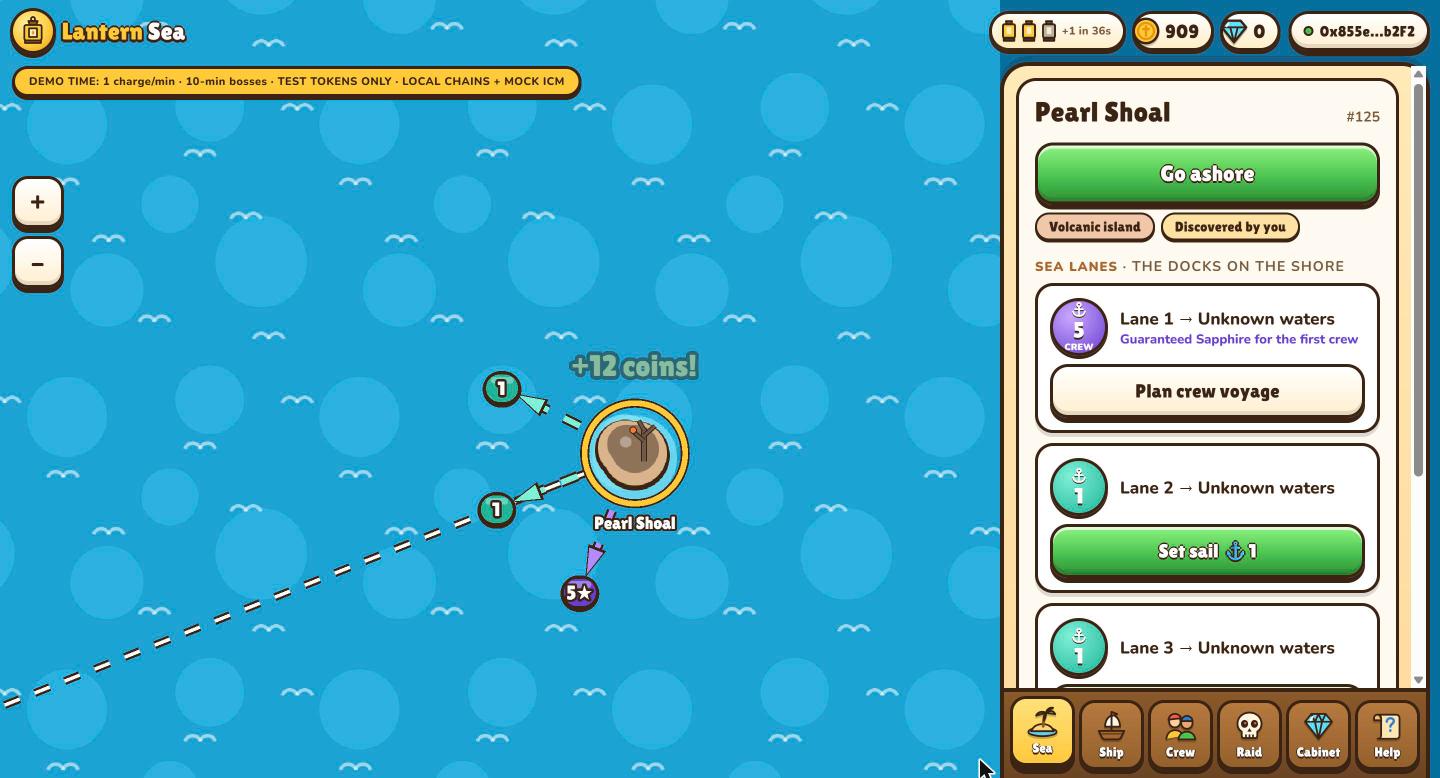 Lantern Sea
+1 in 36s
909
0
0x855e...b2F2
DEMO TIME: 1 charge/min · 10-min bosses · TEST TOKENS ONLY · LOCAL CHAINS + MOCK ICM
+
−
+12 coins!
1
1
Pearl Shoal
5★
Pearl Shoal
#125
Go ashore
Volcanic island
Discovered by you
SEA LANES · THE DOCKS ON THE SHORE
5
CREW
Lane 1 → Unknown waters
Guaranteed Sapphire for the first crew
Plan crew voyage
1
Lane 2 → Unknown waters
Set sail ⚓ 1
1
Lane 3 → Unknown waters
Sea
Ship
Crew
Raid
Cabinet
Help